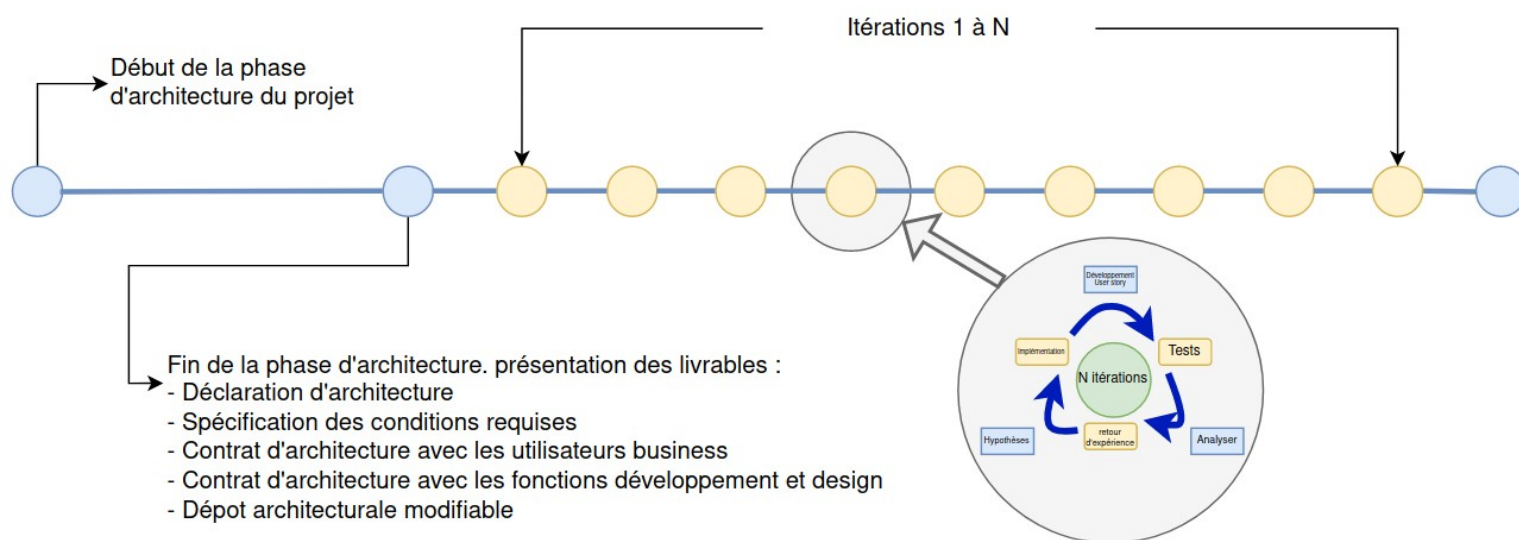 Itérations 1 à N
Début de la phase
d'architecture du projet
Développement
User story
Implémentation
Tests
N itérations
retour
d'expérience
Hypothèses
Analyser
Fin de la phase d'architecture. présentation des livrables :
- Déclaration d'architecture
- Spécification des conditions requises
- Contrat d'architecture avec les utilisateurs business
- Contrat d'architecture avec les fonctions développement et design
- Dépot architecturale modifiable